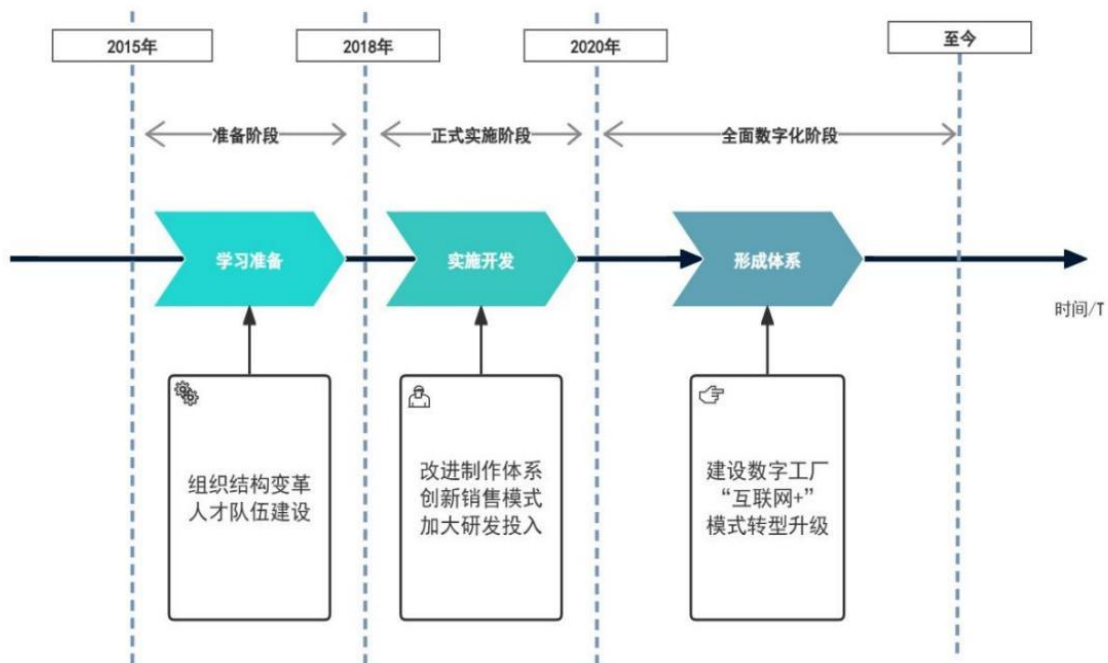 2015年
2018年
2020年
至今
准备阶段
正式实施阶段
全面数字化阶段
学习准备
实施开发
形成体系
时间/T
组织结构变革
人才队伍建设
改进制作体系
创新销售模式
加大研发投入
建设数字工厂
“互联网+”
模式转型升级